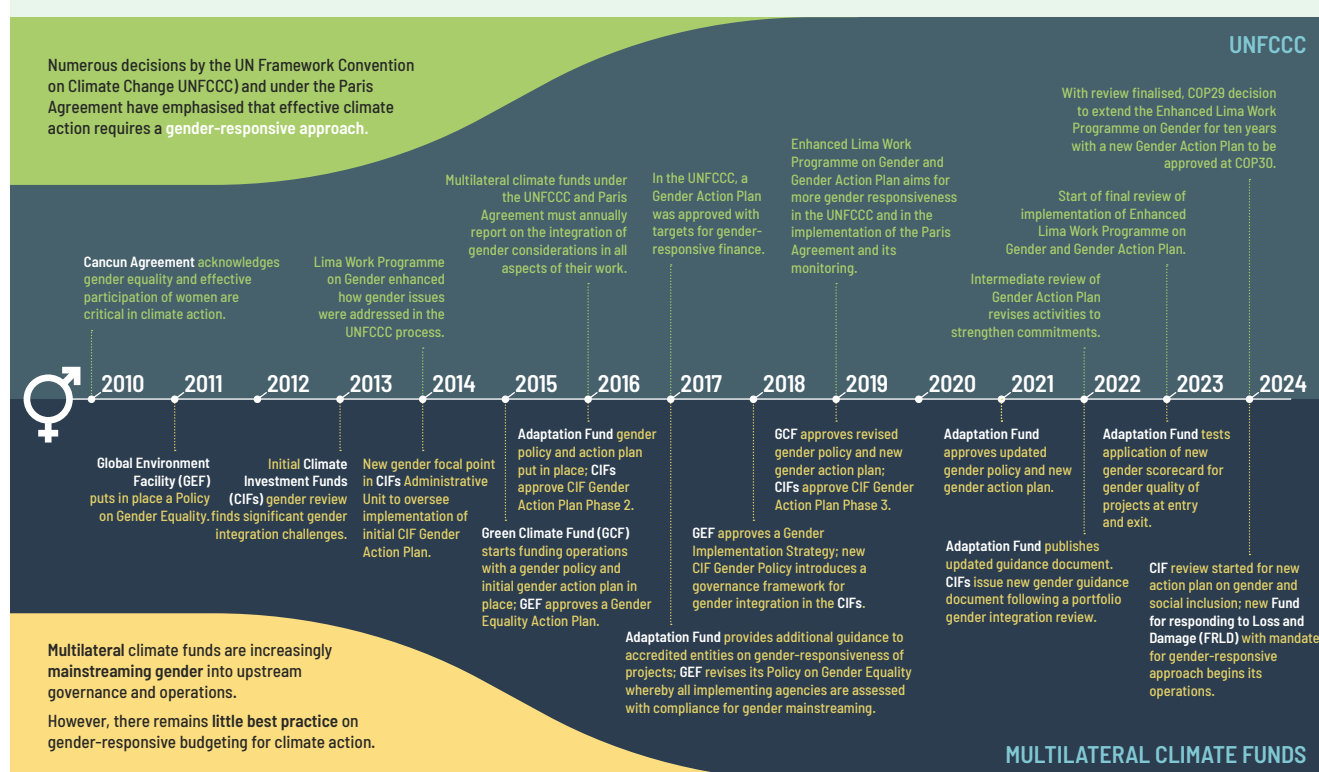 UNFCCC
Numerous decisions by the UN Framework Convention
on Climate Change UNFCCC) and under the Paris
Agreement have emphasised that effective climate
action requires a gender-responsive approach.
Cancun Agreement acknowledges
gender equality and effective
participation of women are
critical in climate action.
Lima Work Programme
on Gender enhanced
how gender issues
were addressed in the
UNFCCC process.
Multilateral climate funds under
the UNFCCC and Paris
Agreement must annually
report on the integration of
gender considerations in all
aspects of their work.
In the UNFCCC, a
Gender Action Plan
was approved with
targets for gender-
responsive finance.
Enhanced Lima Work
Programme on Gender and
Gender Action Plan aims for
more gender responsiveness
in the UNFCCC and in the
implementation of the Paris
Agreement and its
monitoring.
Intermediate review of
Gender Action Plan
revises activities to
strengthen commitments.
Start of final review of
implementation of Enhanced
Lima Work Programme on
Gender and Gender Action Plan.
With review finalised, COP29 decision
to extend the Enhanced Lima Work
Programme on Gender for ten years
with a new Gender Action Plan to be
approved at COP30.
2010 2011 2012 2013 2014 2015 2016 2017 2018 2019 2020 2021 2022 2023 2024
Global Environment
Facility (GEF)
puts in place a Policy
on Gender Equality.
Initial Climate
Investment Funds
(CIFs) gender review
finds significant gender
integration challenges.
New gender focal point
in CIFs Administrative
Unit to oversee
implementation of
initial CIF Gender
Action Plan.
Green Climate Fund (GCF)
starts funding operations
with a gender policy and
initial gender action plan in
place; GEF approves a Gender
Equality Action Plan.
Adaptation Fund gender
policy and action plan
put in place; CIFs
approve CIF Gender
Action Plan Phase 2.
Adaptation Fund provides additional guidance to
accredited entities on gender-responsiveness of
projects; GEF revises its Policy on Gender Equality
whereby all implementing agencies are assessed
with compliance for gender mainstreaming.
GEF approves a Gender
Implementation Strategy; new
CIF Gender Policy introduces a
governance framework for
gender integration in the CIFs.
GCF approves revised
gender policy and new
gender action plan;
CIFs approve CIF Gender
Action Plan Phase 3.
Adaptation Fund
approves updated
gender policy and new
gender action plan.
Adaptation Fund publishes
updated guidance document.
CIFs issue new gender guidance
document following a portfolio
gender integration review.
Adaptation Fund tests
application of new
gender scorecard for
gender quality of
projects at entry
and exit.
CIF review started for new
action plan on gender and
social inclusion; new Fund
for responding to Loss and
Damage (FRLD) with mandate
for gender-responsive
approach begins its
operations.
Multilateral climate funds are increasingly
mainstreaming gender into upstream
governance and operations.
However, there remains little best practice on
gender-responsive budgeting for climate action.
MULTILATERAL CLIMATE FUNDS